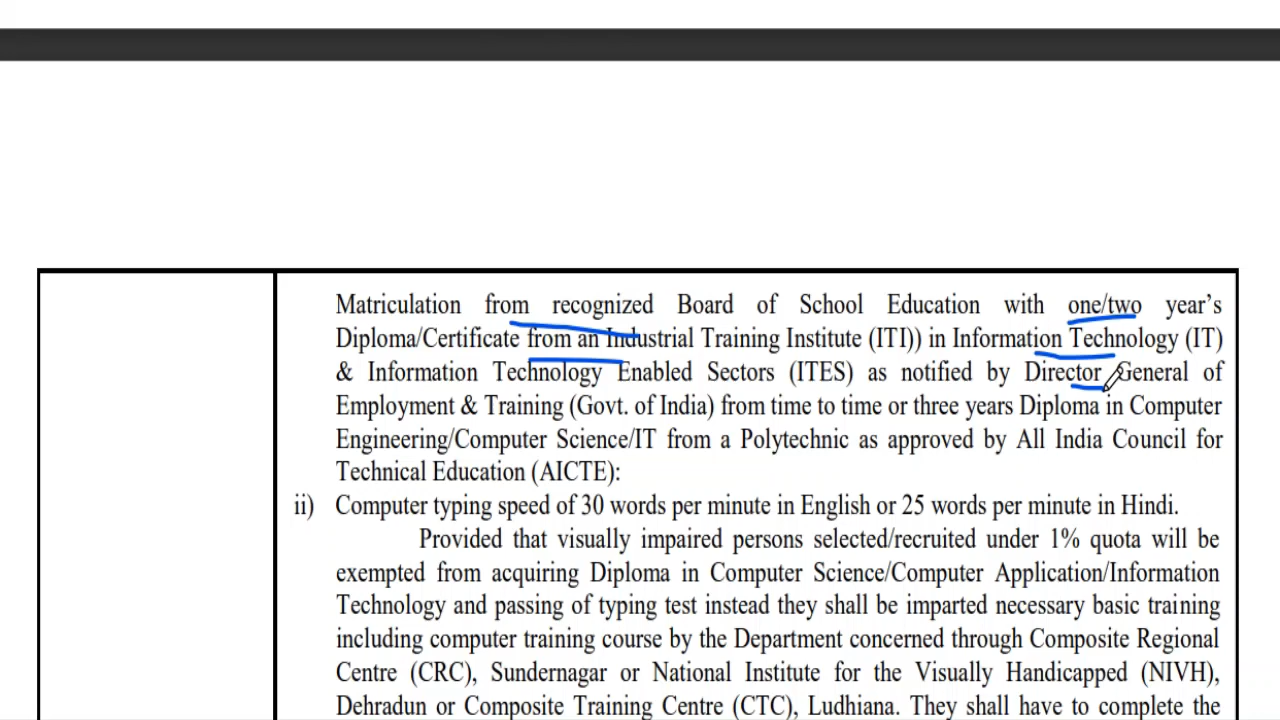 Matriculation from recognized Board of School Education with one/two year's
Diploma/Certificate from an Industrial Training Institute (ITI)) in Information Technology (IT)
& Information Technology Enabled Sectors (ITES) as notified by Director General of
Employment & Training (Govt. of India) from time to time or three years Diploma in Computer
Engineering/Computer Science/IT from a Polytechnic as approved by All India Council for
Technical Education (AICTE):
ii) Computer typing speed of 30 words per minute in English or 25 words per minute in Hindi.
Provided that visually impaired persons selected/recruited under 1% quota will be
exempted from acquiring Diploma in Computer Science/Computer Application/Information
Technology and passing of typing test instead they shall be imparted necessary basic training
including computer training course by the Department concerned through Composite Regional
Centre (CRC), Sundernagar or National Institute for the Visually Handicapped (NIVH),
Dehradun or Composite Training Centre (CTC), Ludhiana. They shall have to complete the